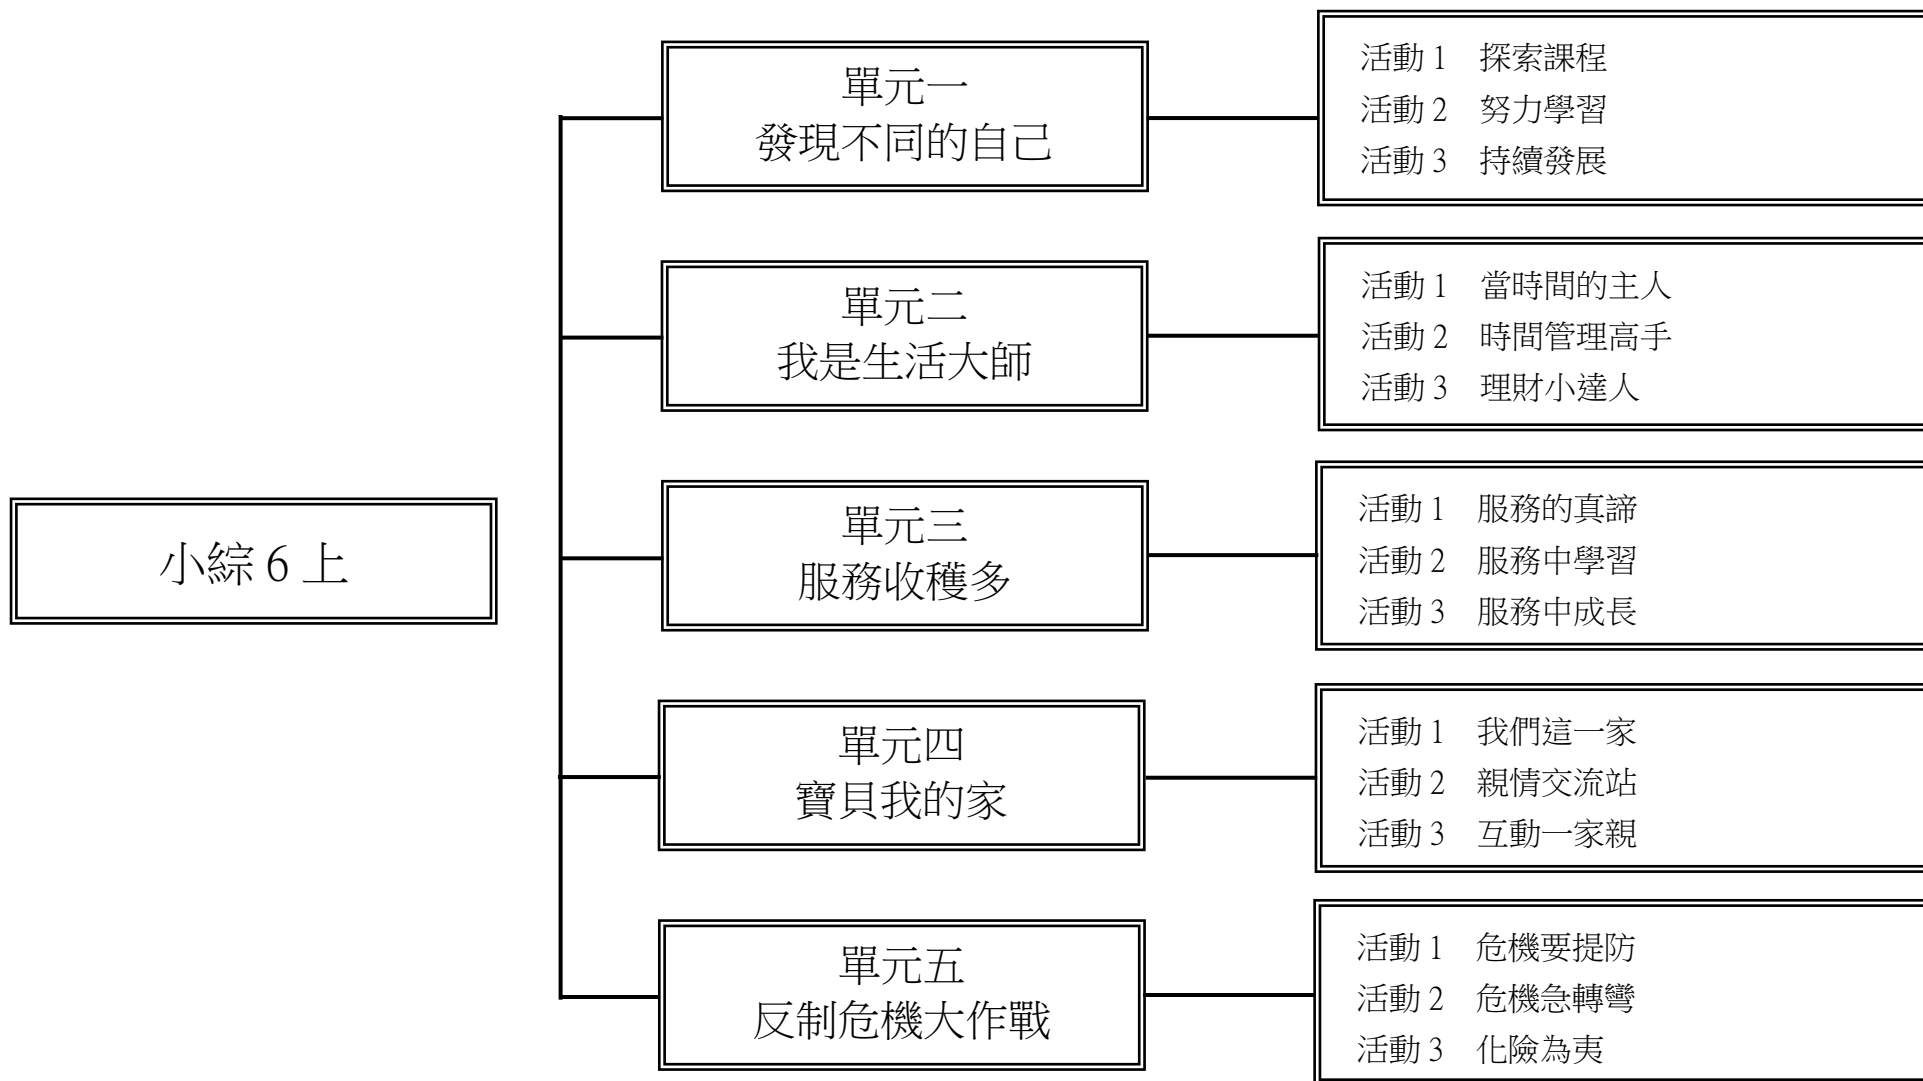 小綜 6 上
單元一
發現不同的自己
活動 1　探索課程
活動 2　努力學習
活動 3　持續發展
單元二
我是生活大師
活動 1　當時間的主人
活動 2　時間管理高手
活動 3　理財小達人
單元三
服務收穫多
活動 1　服務的真諦
活動 2　服務中學習
活動 3　服務中成長
單元四
寶貝我的家
活動 1　我們這一家
活動 2　親情交流站
活動 3　互動一家親
單元五
反制危機大作戰
活動 1　危機要提防
活動 2　危機急轉彎
活動 3　化險為夷